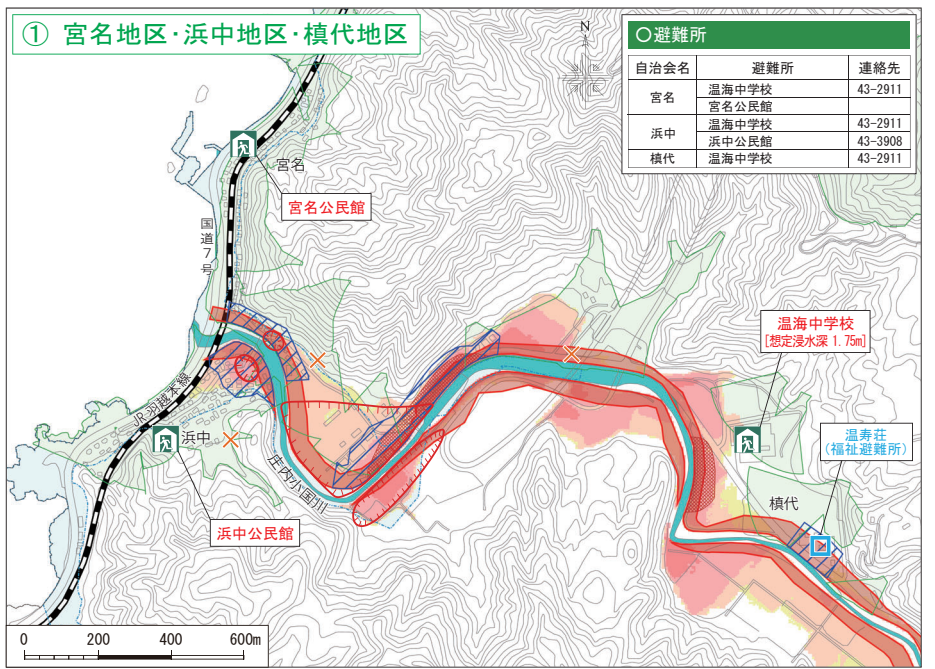 ① 宮名地区・浜中地区・槙代地区
N
〇避難所
自治会名 避難所 連絡先
宮名 温海中学校 43-2911
宮名公民館
浜中 温海中学校 43-2911
浜中公民館 43-3908
槙代 温海中学校 43-2911
宮名
宮名公民館
国道7号
温海中学校
[想定浸水深 1.75m]
JR羽越本線
浜中
庄内小国川
温寿荘
(福祉避難所)
槙代
浜中公民館
0 200 400 600m